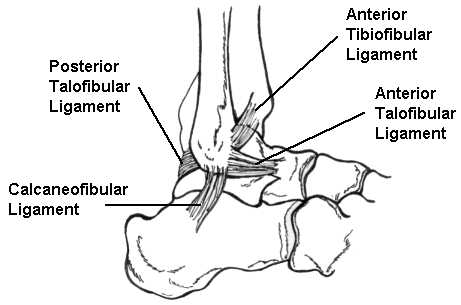 Anterior
Tibiofibular
Ligament
Posterior
Talofibular
Ligament
Anterior
Talofibular
Ligament
Calcaneofibular
Ligament